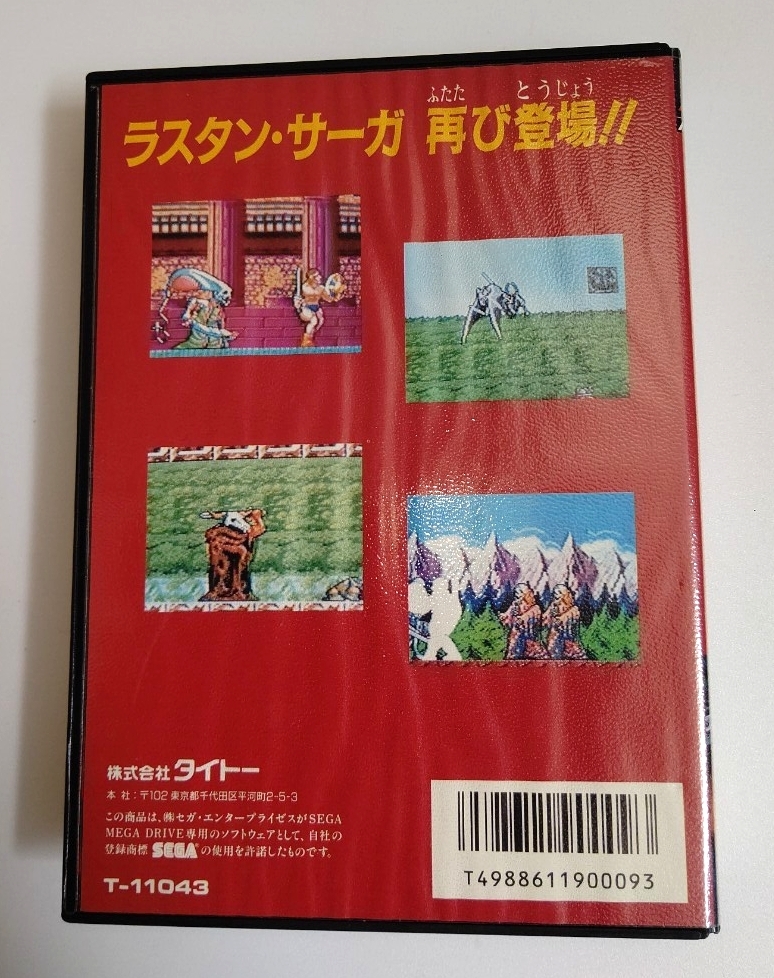 ラスタン・サーガ 再び登場!!
ふたた とうじょう
株式会社 タイトー
本 社：〒102 東京都千代田区平河町2-5-3
この商品は、㈱セガ・エンタープライゼスがSEGA
MEGA DRIVE専用のソフトウェアとして、自社の
登録商標 SEGA® の使用を許諾したものです。
T-11043
T4988611900093